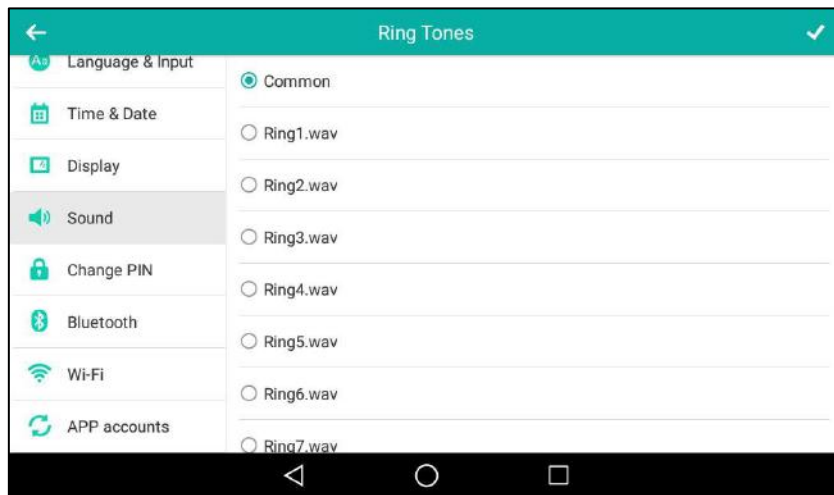 Ring Tones
Language & Input
Time & Date
Display
Sound
Change PIN
Bluetooth
Wi-Fi
APP accounts
Common
Ring1.wav
Ring2.wav
Ring3.wav
Ring4.wav
Ring5.wav
Ring6.wav
Ring7.wav